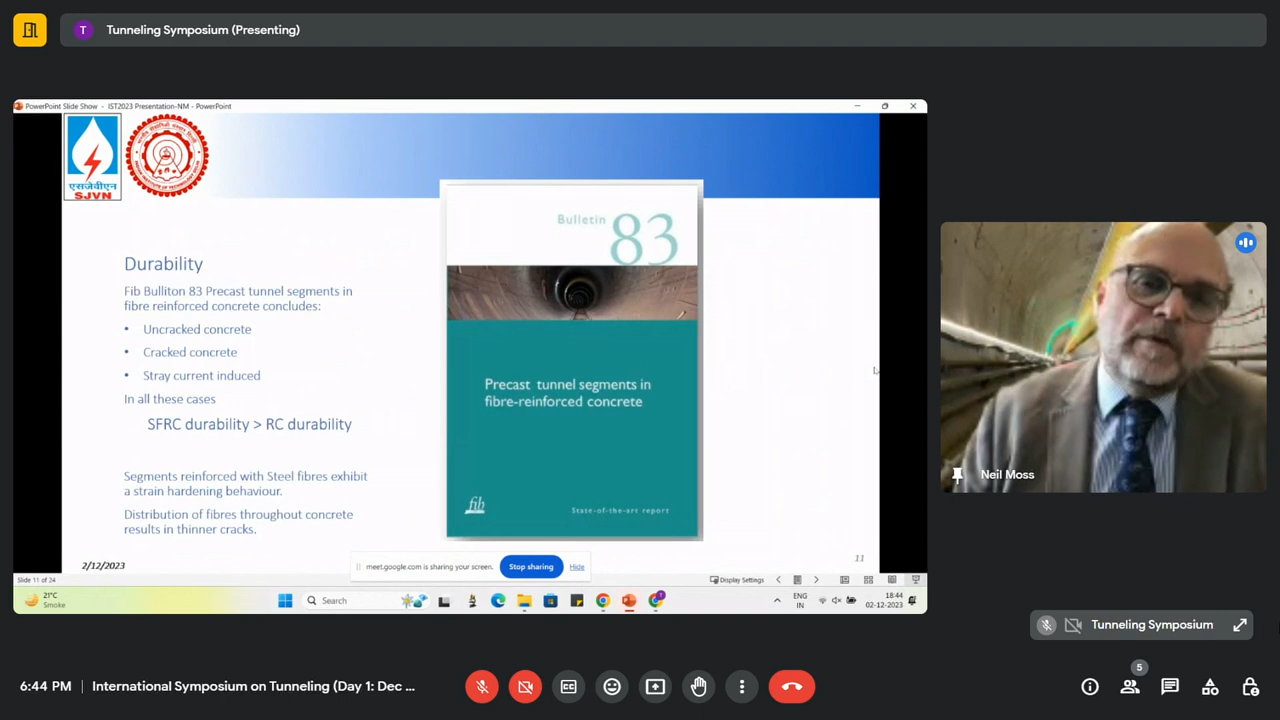 T Tunneling Symposium (Presenting)
PowerPoint Slide Show - IST2023 Presentation-NM - PowerPoint
एसजेवीएन
SJVN
Durability
Fib Bulliton 83 Precast tunnel segments in
fibre reinforced concrete concludes:
• Uncracked concrete
• Cracked concrete
• Stray current induced
In all these cases
SFRC durability > RC durability
Segments reinforced with Steel fibres exhibit
a strain hardening behaviour.
Distribution of fibres throughout concrete
results in thinner cracks.
2/12/2023
Bulletin
83
Precast tunnel segments in
fibre-reinforced concrete
fib
State-of-the-art report
11
meet.google.com is sharing your screen.
Stop sharing
Hide
Slide 11 of 24
Display Settings
21°C
Smoke
Search
ENG
IN
18:44
02-12-2023
Neil Moss
Tunneling Symposium
6:44 PM | International Symposium on Tunneling (Day 1: Dec ...
5